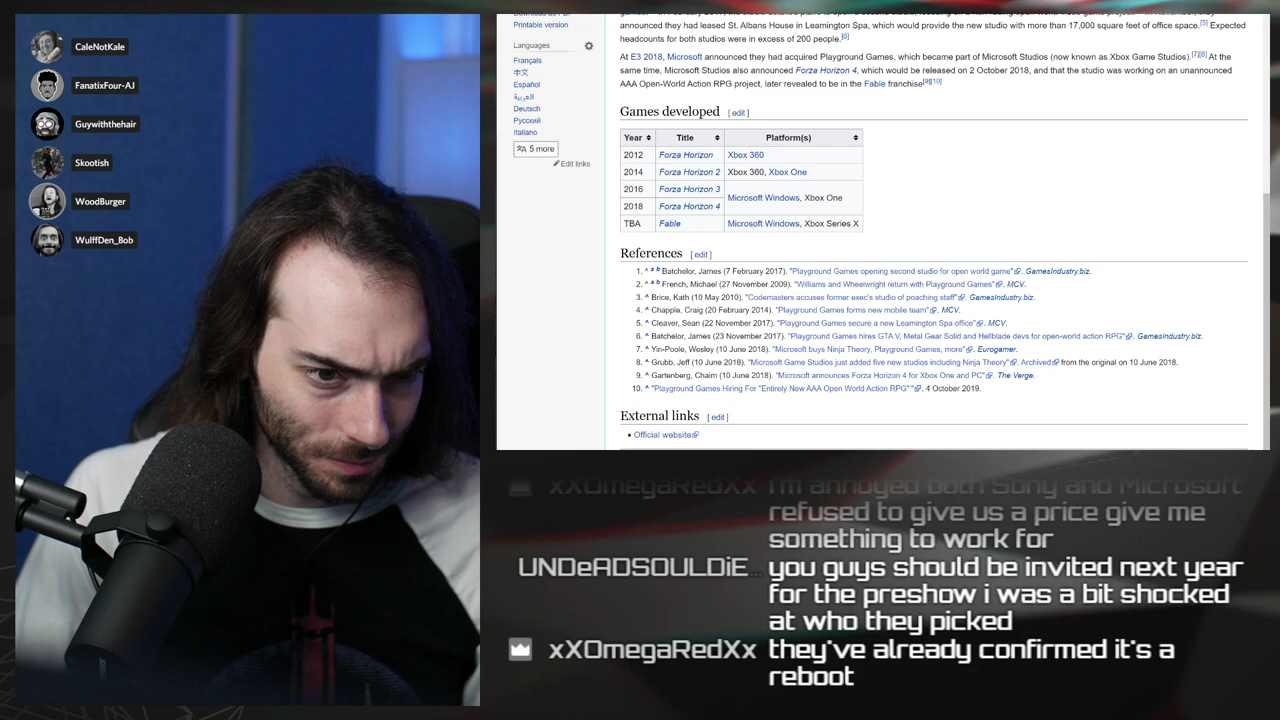 CaleNotKale
FanatixFour-AJ
Guywiththehair
Skootish
WoodBurger
WulffDen_Bob
Printable version
Languages
Français
中文
Español
العربية
Deutsch
Русский
Italiano
5 more
Edit links
announced they had leased St. Albans House in Leamington Spa, which would provide the new studio with more than 17,000 square feet of office space.[5] Expected
headcounts for both studios were in excess of 200 people.[6]
At E3 2018, Microsoft announced they had acquired Playground Games, which became part of Microsoft Studios (now known as Xbox Game Studios).[7][8] At the
same time, Microsoft Studios also announced Forza Horizon 4, which would be released on 2 October 2018, and that the studio was working on an unannounced
AAA Open-World Action RPG project, later revealed to be in the Fable franchise[9][10]
Games developed [ edit ]
Year Title Platform(s)
2012 Forza Horizon Xbox 360
2014 Forza Horizon 2 Xbox 360, Xbox One
2016 Forza Horizon 3
Microsoft Windows, Xbox One
2018 Forza Horizon 4
TBA Fable Microsoft Windows, Xbox Series X
References [ edit ]
1. ^ a b Batchelor, James (7 February 2017). "Playground Games opening second studio for open world game". GamesIndustry.biz.
2. ^ a b French, Michael (27 November 2009). "Williams and Wheelwright return with Playground Games". MCV.
3. ^ Brice, Kath (10 May 2010). "Codemasters accuses former exec's studio of poaching staff". GamesIndustry.biz.
4. ^ Chapple, Craig (20 February 2014). "Playground Games forms new mobile team". MCV.
5. ^ Cleaver, Sean (22 November 2017). "Playground Games secure a new Leamington Spa office". MCV.
6. ^ Batchelor, James (23 November 2017). "Playground Games hires GTA V, Metal Gear Solid and Hellblade devs for open-world action RPG". GamesIndustry.biz.
7. ^ Yin-Poole, Wesley (10 June 2018). "Microsoft buys Ninja Theory, Playground Games, more". Eurogamer.
8. ^ Grubb, Jeff (10 June 2018). "Microsoft Game Studios just added five new studios including Ninja Theory". Archived from the original on 10 June 2018.
9. ^ Gartenberg, Chaim (10 June 2018). "Microsoft announces Forza Horizon 4 for Xbox One and PC". The Verge.
10. ^ "Playground Games Hiring For "Entirely New AAA Open World Action RPG" ". 4 October 2019.
External links [ edit ]
• Official website
xXOmegaRedXx I'm annoyed both Sony and Microsoft
refused to give us a price give me
something to work for
UNDeADSOULDiE... you guys should be invited next year
for the preshow i was a bit shocked
at who they picked
xXOmegaRedXx they've already confirmed it's a
reboot